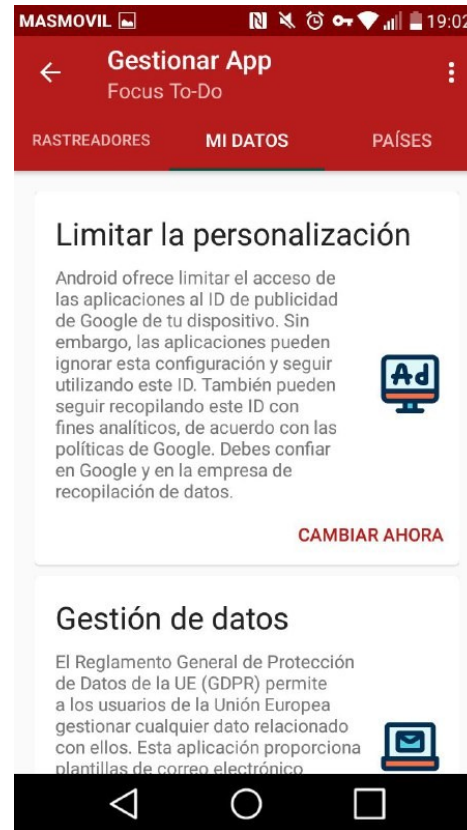 MASMOVIL 19:02
Gestionar App
Focus To-Do
RASTREADORES MI DATOS PAÍSES
Limitar la personalización
Android ofrece limitar el acceso de
las aplicaciones al ID de publicidad
de Google de tu dispositivo. Sin
embargo, las aplicaciones pueden
ignorar esta configuración y seguir
utilizando este ID. También pueden
seguir recopilando este ID con
fines analíticos, de acuerdo con las
políticas de Google. Debes confiar
en Google y en la empresa de
recopilación de datos.
Ad
CAMBIAR AHORA
Gestión de datos
El Reglamento General de Protección
de Datos de la UE (GDPR) permite
a los usuarios de la Unión Europea
gestionar cualquier dato relacionado
con ellos. Esta aplicación proporciona
plantillas de correo electrónico